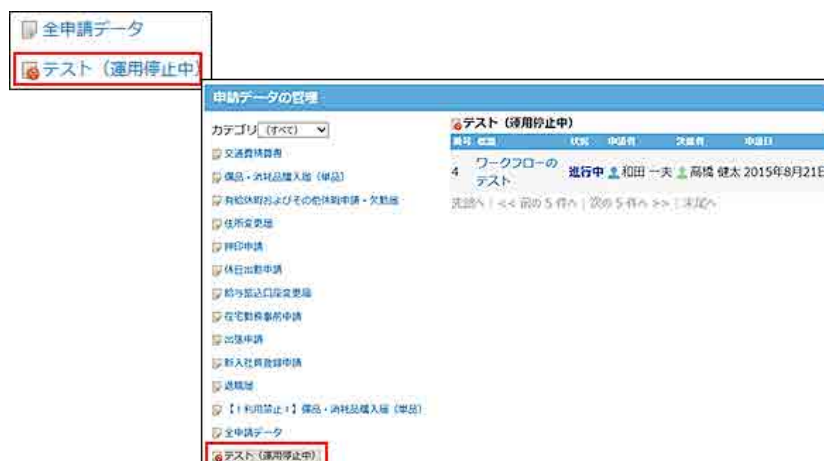 全申請データ
テスト（運用停止中）
申請データの管理
カテゴリ (すべて)
交通費精算書
備品・消耗品購入届（単品）
有給休暇およびその他休暇申請・欠勤届
住所変更届
押印申請
休日出勤申請
給与振込口座変更届
在宅勤務事前申請
出張申請
新入社員登録申請
退職届
【！利用禁止！】備品・消耗品購入届（単品）
全申請データ
テスト（運用停止中）
テスト（運用停止中）
番号 標題 状況 申請者 決裁者 申請日
4 ワークフローの
テスト 進行中 和田 一夫 高橋 健太 2015年8月21日
先頭へ | << 前の 5 件へ | 次の 5 件へ >> | 末尾へ